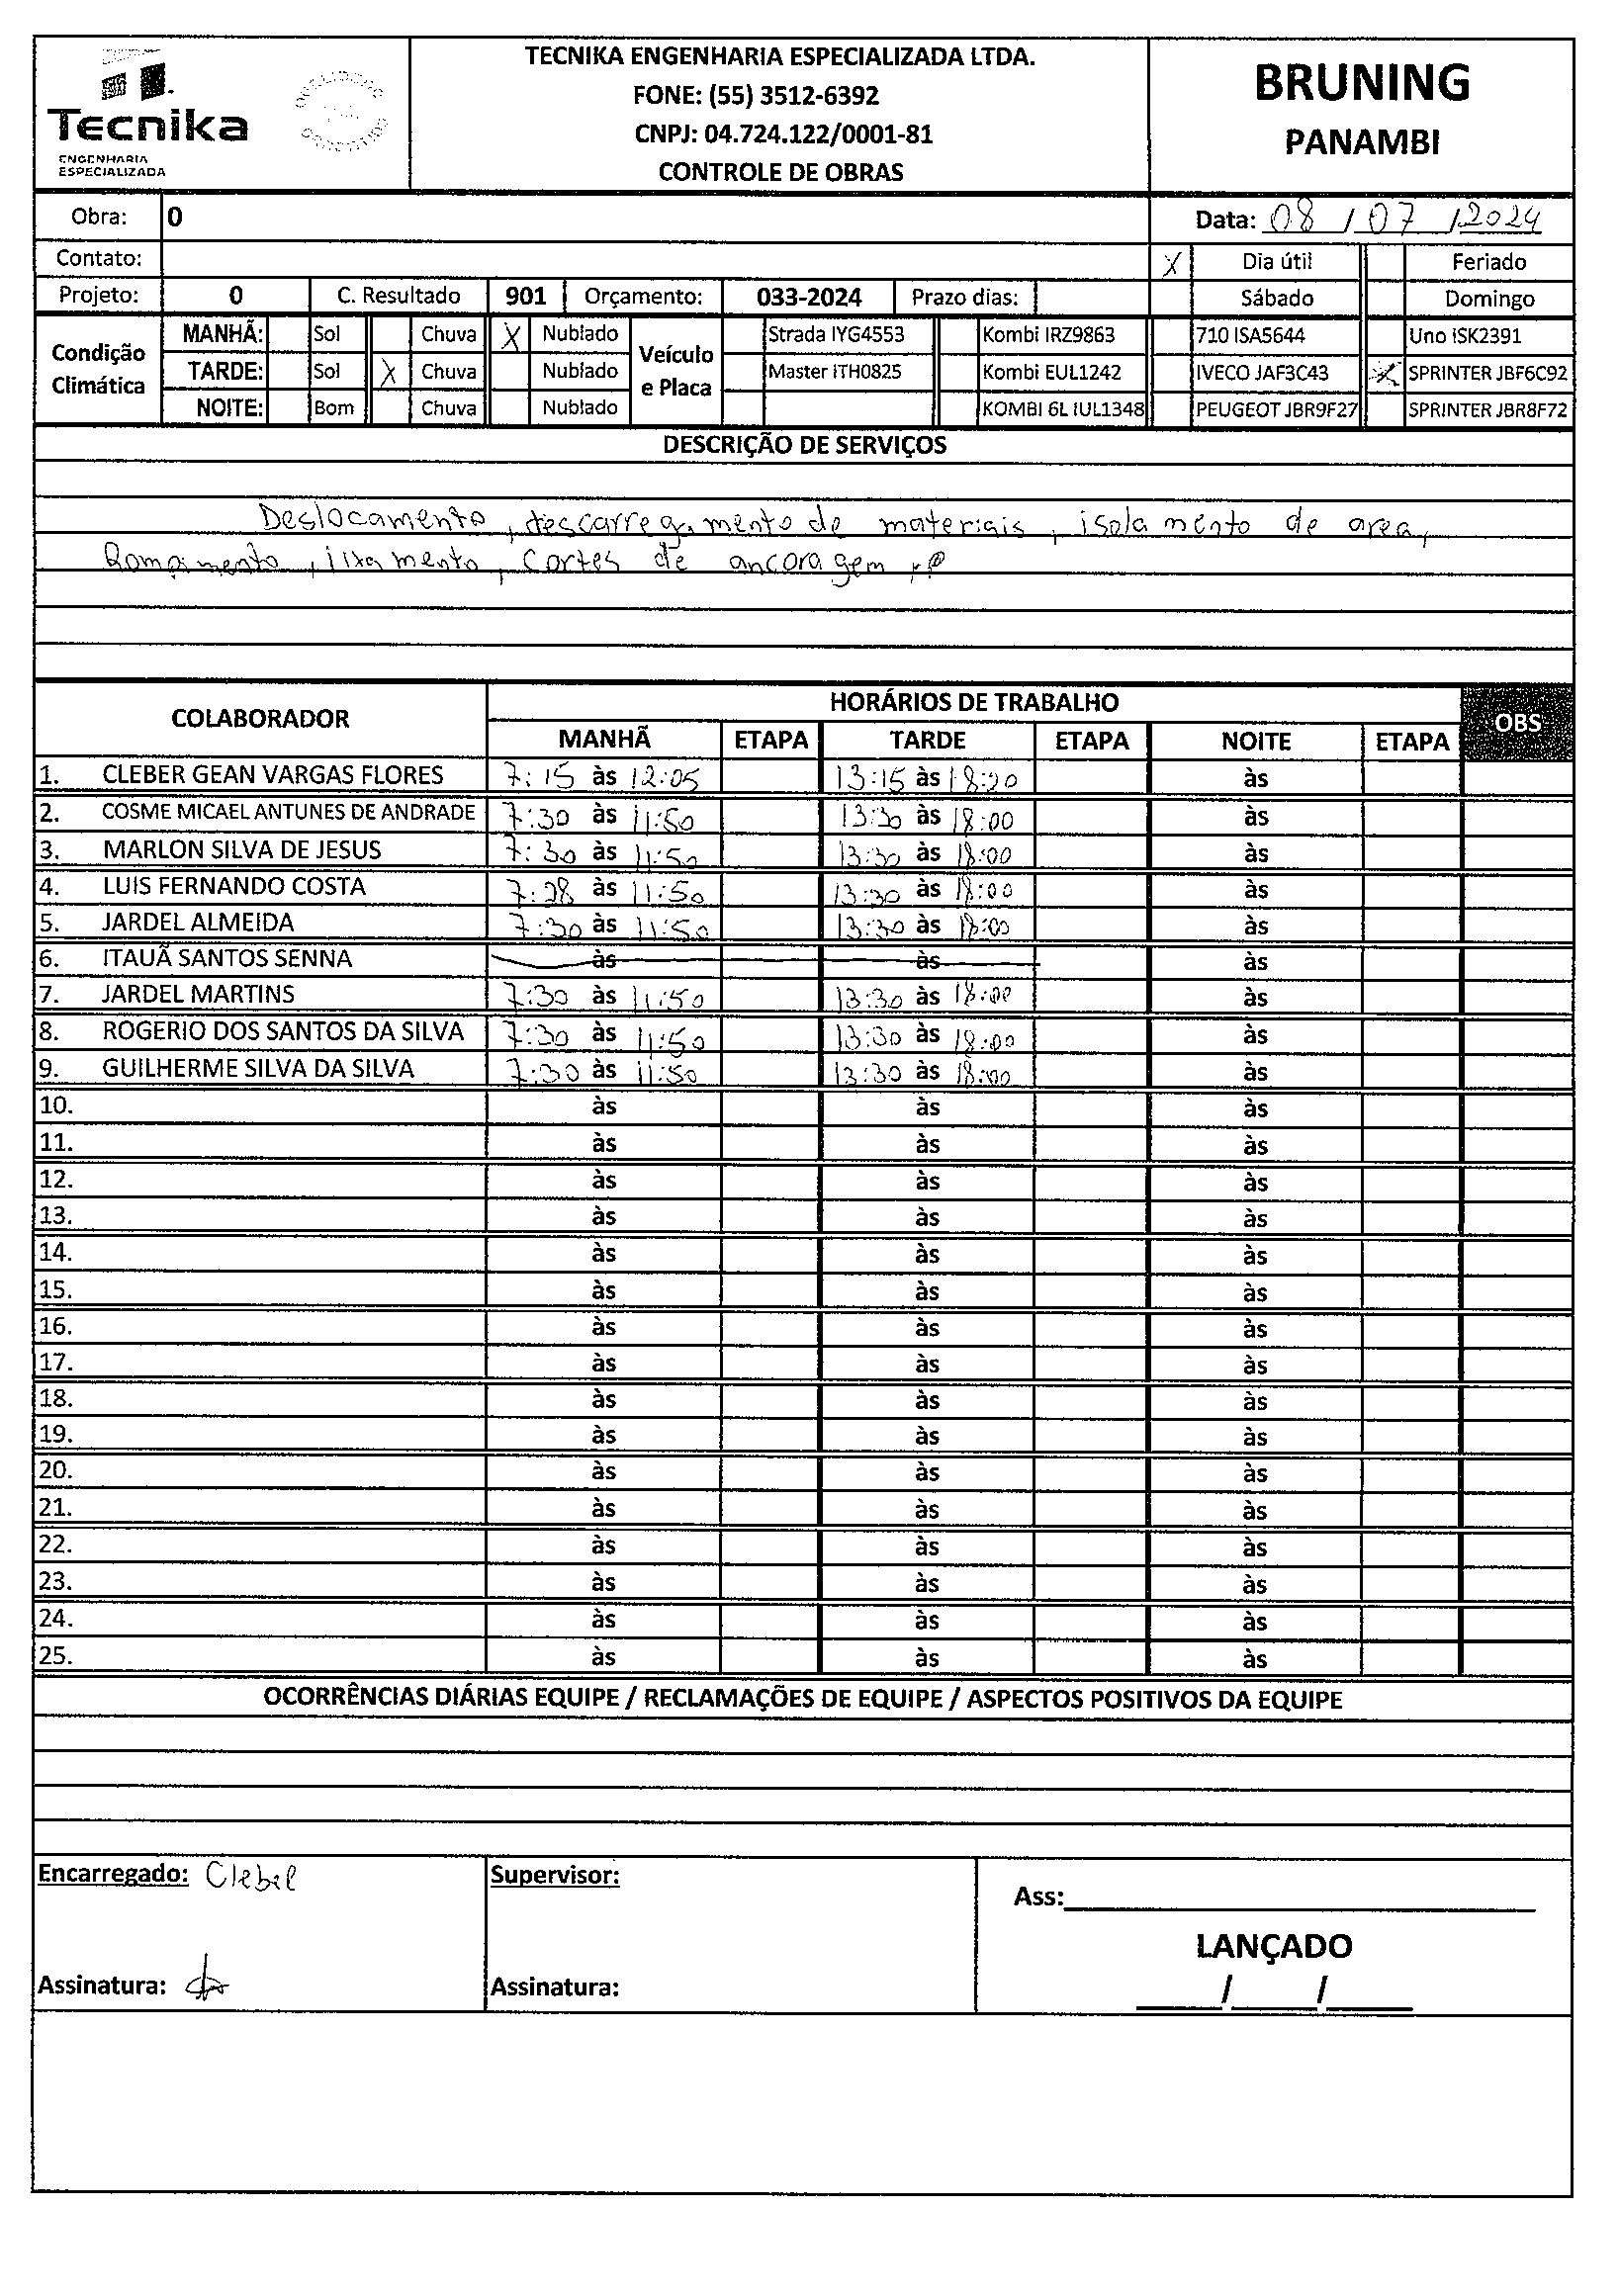 Tecnika
ENGENHARIA
ESPECIALIZADA
TECNIKA ENGENHARIA ESPECIALIZADA LTDA.
FONE: (55) 3512-6392
CNPJ: 04.724.122/0001-81
CONTROLE DE OBRAS
BRUNING
PANAMBI
Obra: 0 Data: 08 / 07 / 2024
Contato: X Dia útil Feriado
Projeto: 0 C. Resultado 901 Orçamento: 033-2024 Prazo dias: Sábado Domingo
Condição Climática
MANHÃ: Sol Chuva X Nublado
TARDE: Sol X Chuva Nublado
NOITE: Bom Chuva Nublado
Veículo e Placa
Strada IYG4553 Kombi IRZ9863 710 ISA5644 Uno ISK2391
Master ITH0825 Kombi EUL1242 IVECO JAF3C43 X SPRINTER JBF6C92
KOMBI 6L IUL1348 PEUGEOT JBR9F27 SPRINTER JBR8F72
DESCRIÇÃO DE SERVIÇOS
Deslocamento, descarregamento de materiais, isolamento de area,
Rompimento, lixamento, cortes de ancoragem
COLABORADOR HORÁRIOS DE TRABALHO OBS
MANHÃ ETAPA TARDE ETAPA NOITE ETAPA
1. CLEBER GEAN VARGAS FLORES 7:15 às 12:05 13:15 às 18:20 às
2. COSME MICAEL ANTUNES DE ANDRADE 7:30 às 11:50 13:30 às 18:00 às
3. MARLON SILVA DE JESUS 7:30 às 11:50 13:30 às 18:00 às
4. LUIS FERNANDO COSTA 7:28 às 11:50 13:30 às 18:00 às
5. JARDEL ALMEIDA 7:30 às 11:50 13:30 às 18:00 às
6. ITAUÃ SANTOS SENNA às às às
7. JARDEL MARTINS 7:30 às 11:50 13:30 às 18:00 às
8. ROGERIO DOS SANTOS DA SILVA 7:30 às 11:50 13:30 às 18:00 às
9. GUILHERME SILVA DA SILVA 7:30 às 11:50 13:30 às 18:00 às
10. às às às
11. às às às
12. às às às
13. às às às
14. às às às
15. às às às
16. às às às
17. às às às
18. às às às
19. às às às
20. às às às
21. às às às
22. às às às
23. às às às
24. às às às
25. às às às
OCORRÊNCIAS DIÁRIAS EQUIPE / RECLAMAÇÕES DE EQUIPE / ASPECTOS POSITIVOS DA EQUIPE
Encarregado: Cleber
Assinatura:
Supervisor:
Assinatura:
Ass:
LANÇADO
/ /